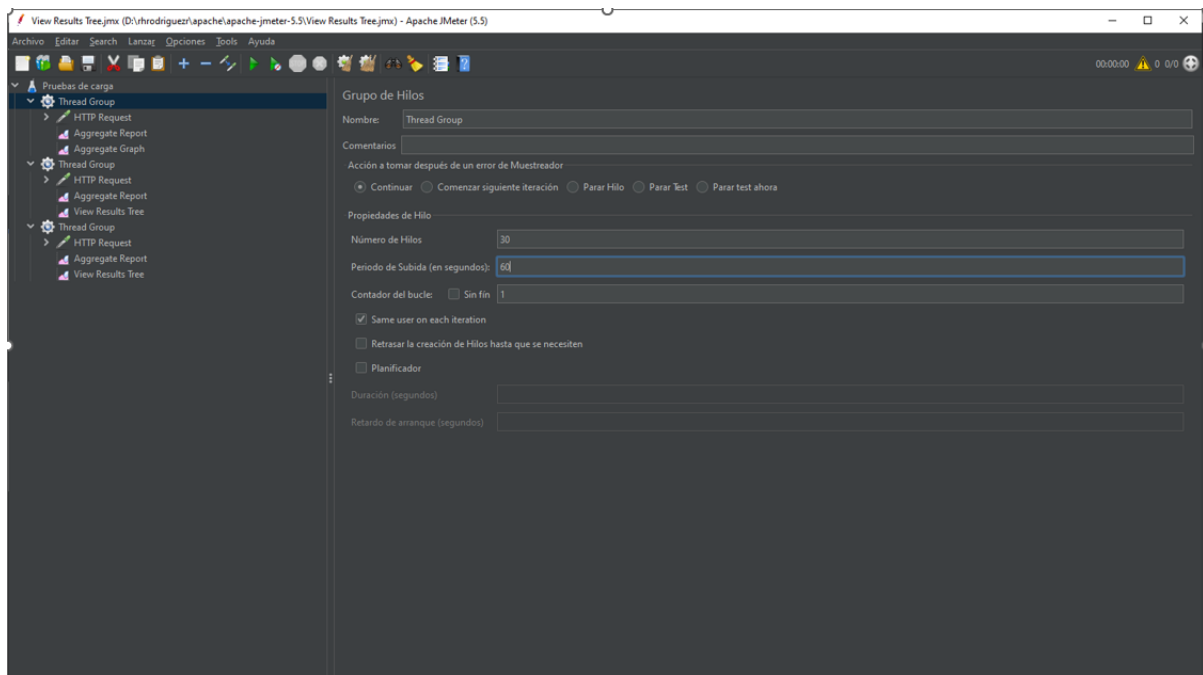 View Results Tree.jmx (D:\rhrodriguezr\apache\apache-jmeter-5.5\View Results Tree.jmx) - Apache JMeter (5.5)
Archivo Editar Search Lanzar Opciones Tools Ayuda
00:00:00 0 0/0
Pruebas de carga
Thread Group
HTTP Request
Aggregate Report
Aggregate Graph
Thread Group
HTTP Request
Aggregate Report
View Results Tree
Thread Group
HTTP Request
Aggregate Report
View Results Tree
Grupo de Hilos
Nombre: Thread Group
Comentarios
Acción a tomar después de un error de Muestreador
Continuar Comenzar siguiente iteración Parar Hilo Parar Test Parar test ahora
Propiedades de Hilo
Número de Hilos 30
Periodo de Subida (en segundos): 60
Contador del bucle: Sin fín 1
Same user on each iteration
Retrasar la creación de Hilos hasta que se necesiten
Planificador
Duración (segundos)
Retardo de arranque (segundos)